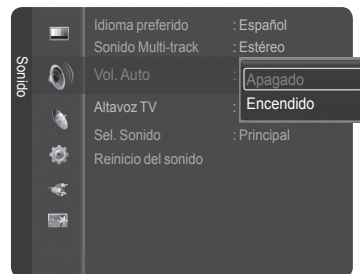 Sonido
Idioma preferido : Español
Sonido Multi-track : Estéreo
Vol. Auto : Apagado
Encendido
Altavoz TV :
Sel. Sonido : Principal
Reinicio del sonido